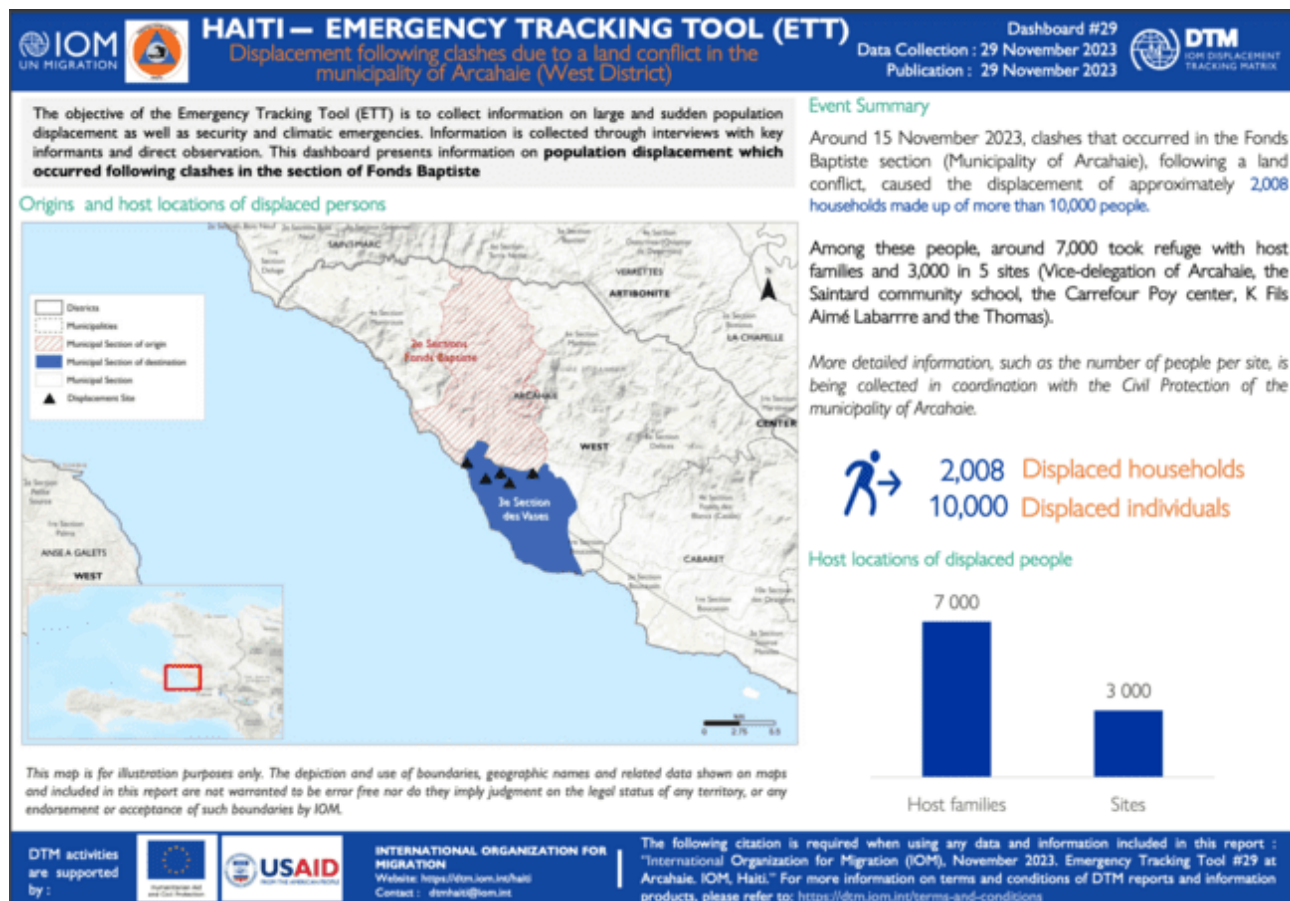 IOM
UN MIGRATION
HAITI — EMERGENCY TRACKING TOOL (ETT)
Displacement following clashes due to a land conflict in the
municipality of Arcahaie (West District)
Dashboard #29
Data Collection : 29 November 2023
Publication : 29 November 2023
DTM
IOM DISPLACEMENT
TRACKING MATRIX
The objective of the Emergency Tracking Tool (ETT) is to collect information on large and sudden population
displacement as well as security and climatic emergencies. Information is collected through interviews with key
informants and direct observation. This dashboard presents information on population displacement which
occurred following clashes in the section of Fonds Baptiste
Origins and host locations of displaced persons
SAINT-MARC
VERRETTES
ARTIBONITE
LA CHAPELLE
N
Districts
Municipalities
Municipal Section of origin
Municipal Section of destination
Municipal Section
Displacement Site
2e Sections
Fonds Baptiste
ARCAHAIE
CENTER
WEST
3e Section
des Vases
CABARET
ANSE A GALETS
WEST
0 2.75 5.5
This map is for illustration purposes only. The depiction and use of boundaries, geographic names and related data shown on maps
and included in this report are not warranted to be error free nor do they imply judgment on the legal status of any territory, or any
endorsement or acceptance of such boundaries by IOM.
Event Summary
Around 15 November 2023, clashes that occurred in the Fonds
Baptiste section (Municipality of Arcahaie), following a land
conflict, caused the displacement of approximately 2,008
households made up of more than 10,000 people.
Among these people, around 7,000 took refuge with host
families and 3,000 in 5 sites (Vice-delegation of Arcahaie, the
Saintard community school, the Carrefour Poy center, K Fils
Aimé Labarrre and the Thomas).
More detailed information, such as the number of people per site, is
being collected in coordination with the Civil Protection of the
municipality of Arcahaie.
2,008 Displaced households
10,000 Displaced individuals
Host locations of displaced people
7 000
3 000
Host families
Sites
DTM activities
are supported
by :
Humanitarian Aid
and Civil Protection
USAID
FROM THE AMERICAN PEOPLE
INTERNATIONAL ORGANIZATION FOR
MIGRATION
Website: https://dtm.iom.int/haiti
Contact : dtmhaiti@iom.int
The following citation is required when using any data and information included in this report :
"International Organization for Migration (IOM), November 2023. Emergency Tracking Tool #29 at
Arcahaie. IOM, Haiti." For more information on terms and conditions of DTM reports and information
products, please refer to: https://dtm.iom.int/terms-and-conditions